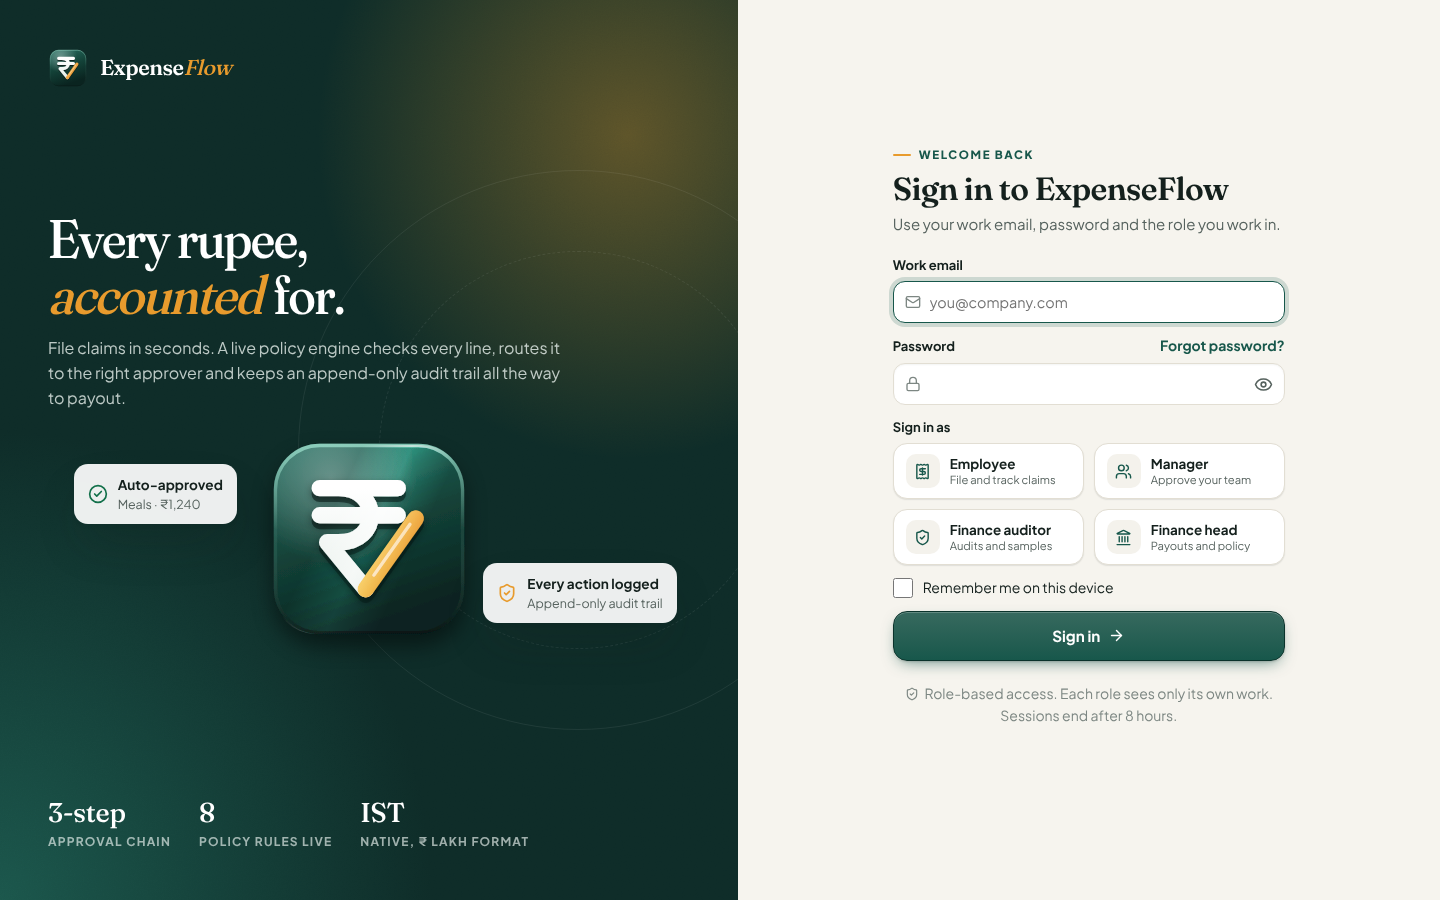 ExpenseFlow
Every rupee,
accounted for.
File claims in seconds. A live policy engine checks every line, routes it
to the right approver and keeps an append-only audit trail all the way
to payout.
Auto-approved
Meals · ₹1,240
₹
Every action logged
Append-only audit trail
3-step
APPROVAL CHAIN
8
POLICY RULES LIVE
IST
NATIVE, ₹ LAKH FORMAT
WELCOME BACK
Sign in to ExpenseFlow
Use your work email, password and the role you work in.
Work email
you@company.com
Password Forgot password?
Sign in as
Employee
File and track claims
Manager
Approve your team
Finance auditor
Audits and samples
Finance head
Payouts and policy
Remember me on this device
Sign in →
Role-based access. Each role sees only its own work.
Sessions end after 8 hours.